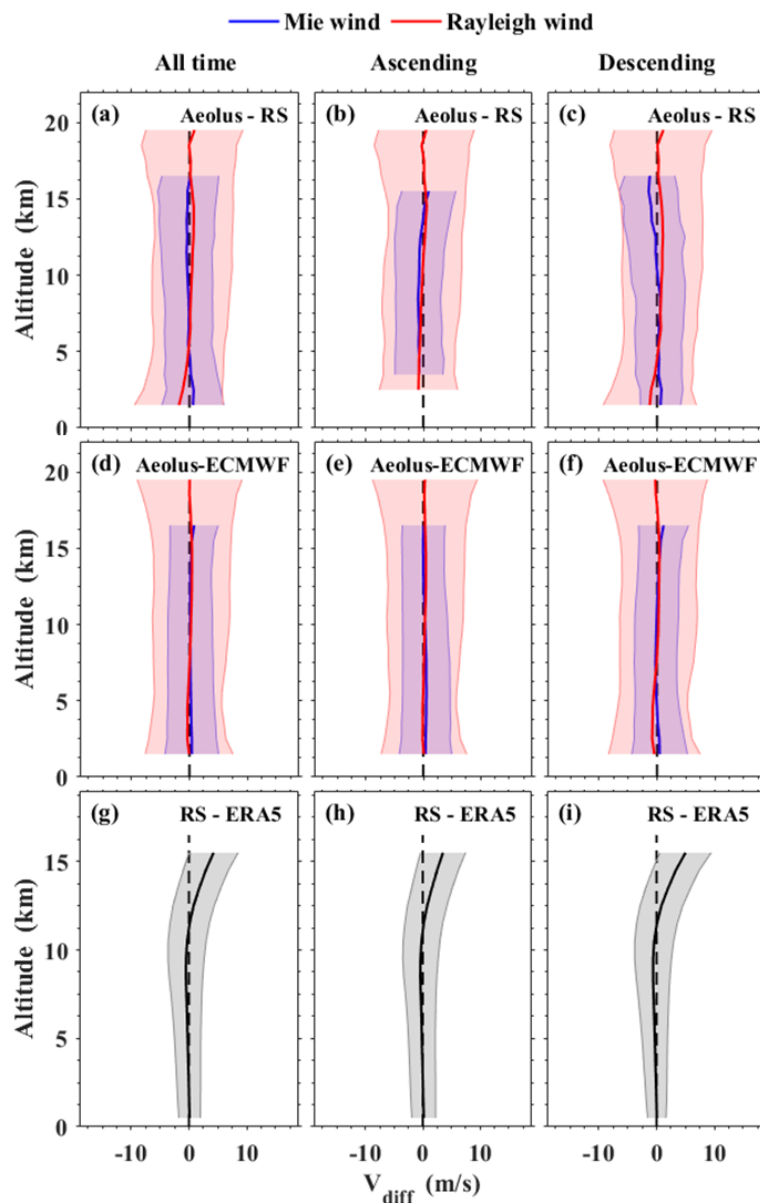 Mie wind Rayleigh wind
All time Ascending Descending
(a) Aeolus - RS (b) Aeolus - RS (c) Aeolus - RS
20
15
10
5
0
Altitude (km)
(d) Aeolus-ECMWF (e) Aeolus-ECMWF (f) Aeolus-ECMWF
20
15
10
5
0
Altitude (km)
(g) RS - ERA5 (h) RS - ERA5 (i) RS - ERA5
15
10
5
0
Altitude (km)
-10 0 10 -10 0 10 -10 0 10
V_diff (m/s)